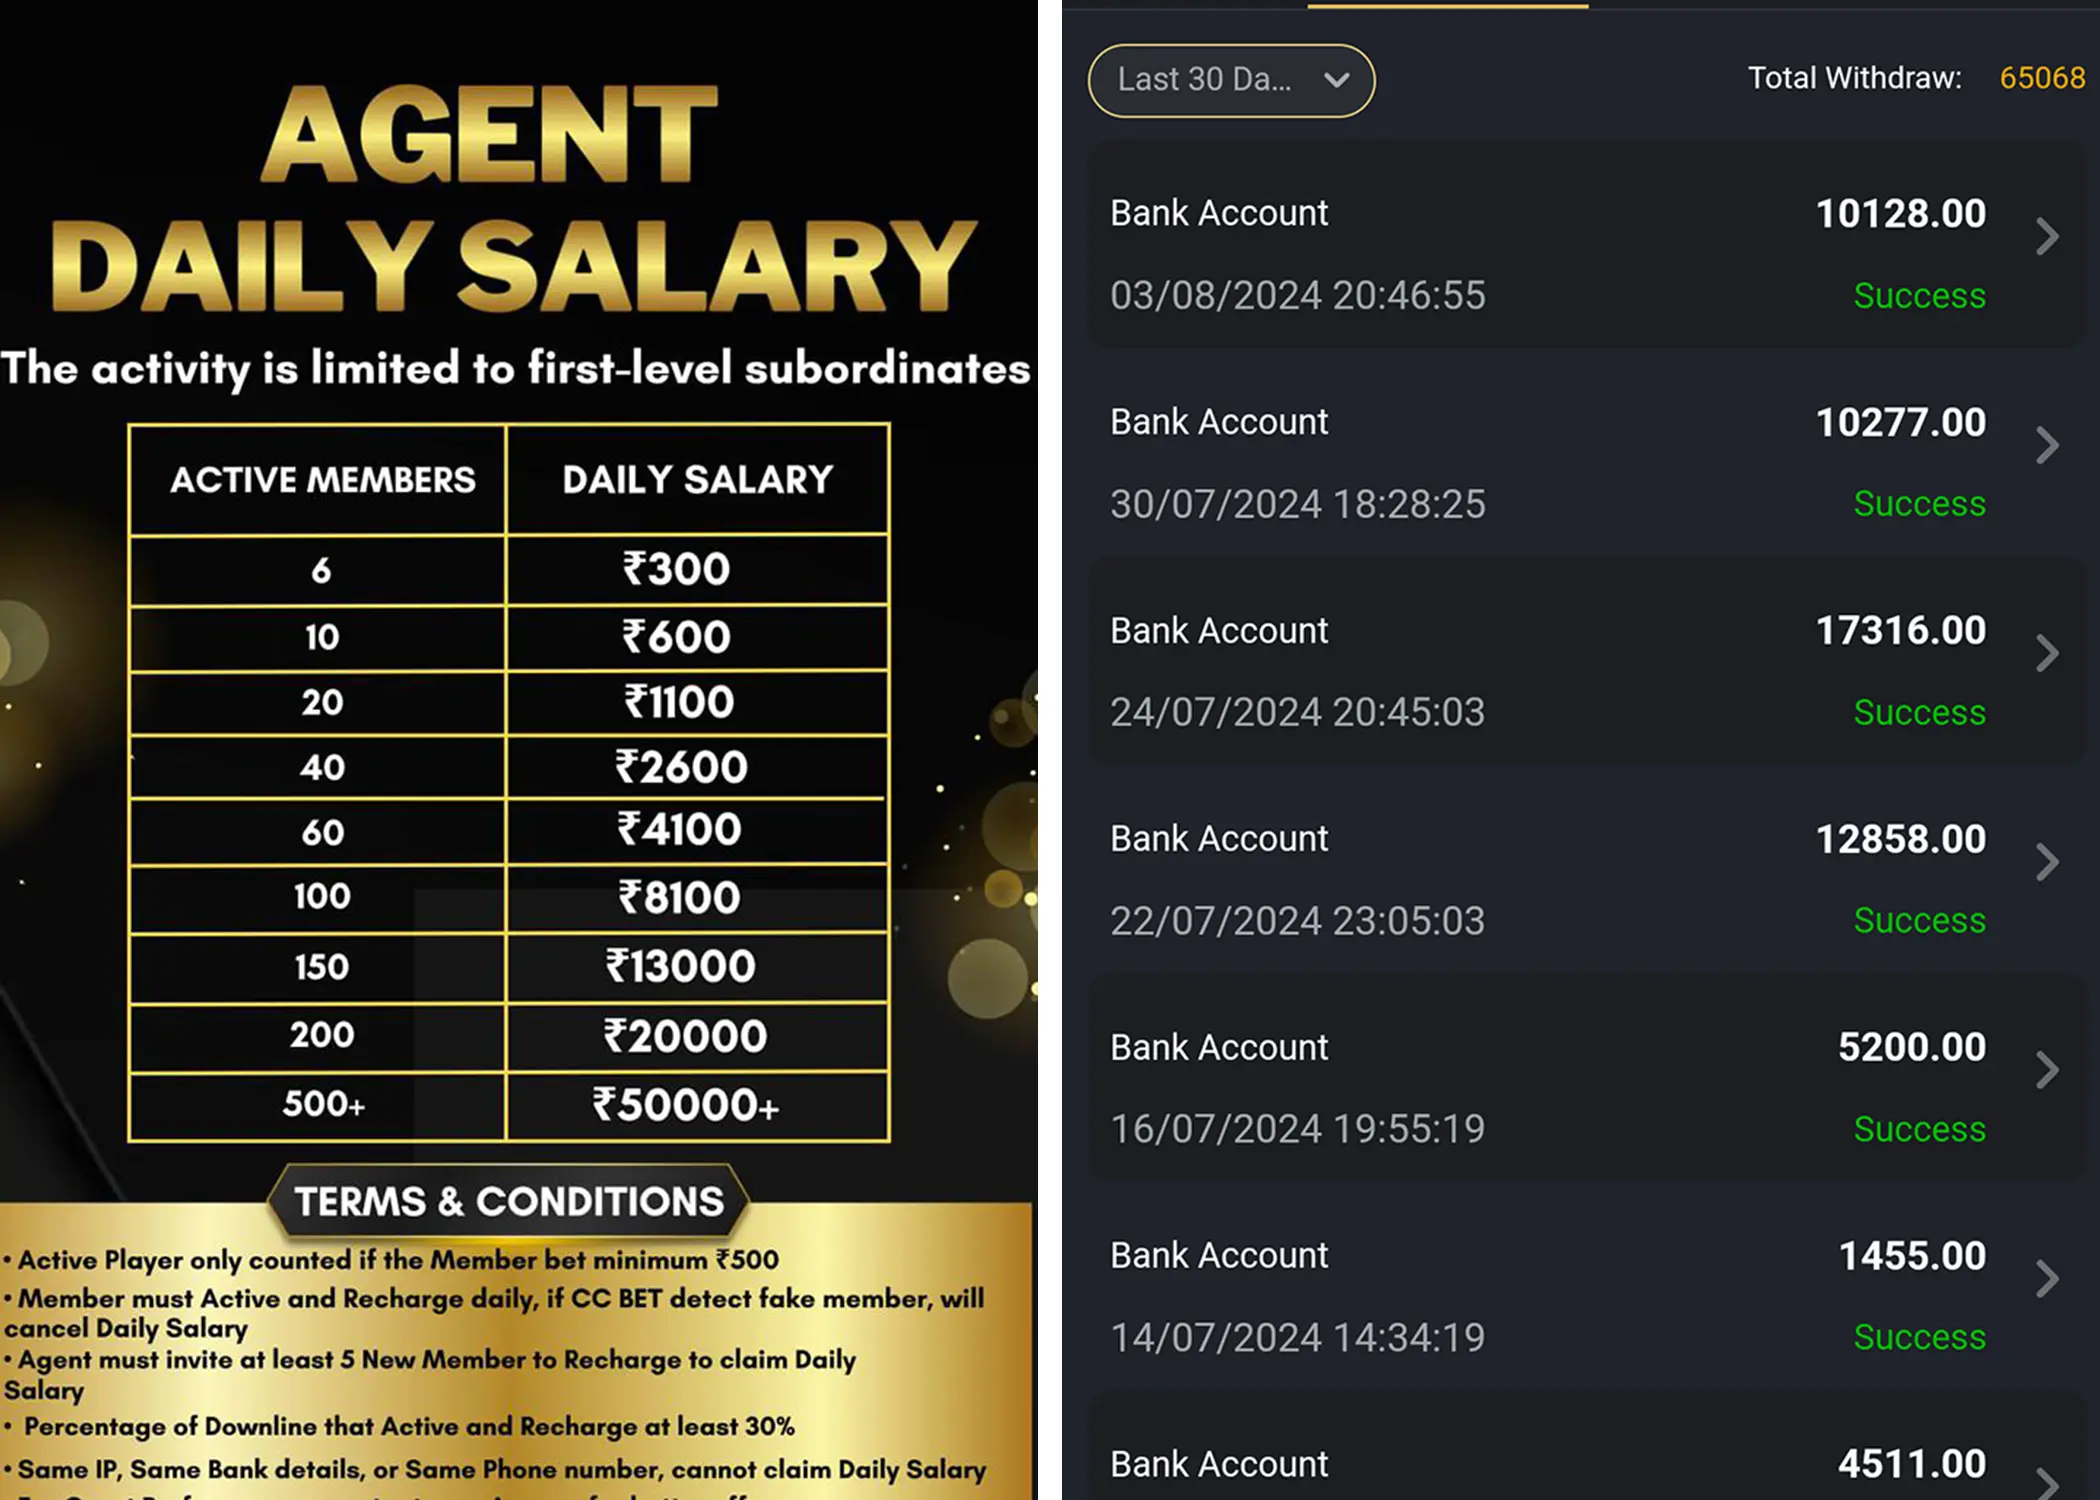 AGENT
DAILY SALARY
The activity is limited to first-level subordinates
ACTIVE MEMBERS DAILY SALARY
6 ₹300
10 ₹600
20 ₹1100
40 ₹2600
60 ₹4100
100 ₹8100
150 ₹13000
200 ₹20000
500+ ₹50000+
TERMS & CONDITIONS
• Active Player only counted if the Member bet minimum ₹500
• Member must Active and Recharge daily, if CC BET detect fake member, will
cancel Daily Salary
• Agent must invite at least 5 New Member to Recharge to claim Daily
Salary
• Percentage of Downline that Active and Recharge at least 30%
• Same IP, Same Bank details, or Same Phone number, cannot claim Daily Salary
Last 30 Da... Total Withdraw: 65068
Bank Account 10128.00
03/08/2024 20:46:55 Success
Bank Account 10277.00
30/07/2024 18:28:25 Success
Bank Account 17316.00
24/07/2024 20:45:03 Success
Bank Account 12858.00
22/07/2024 23:05:03 Success
Bank Account 5200.00
16/07/2024 19:55:19 Success
Bank Account 1455.00
14/07/2024 14:34:19 Success
Bank Account 4511.00